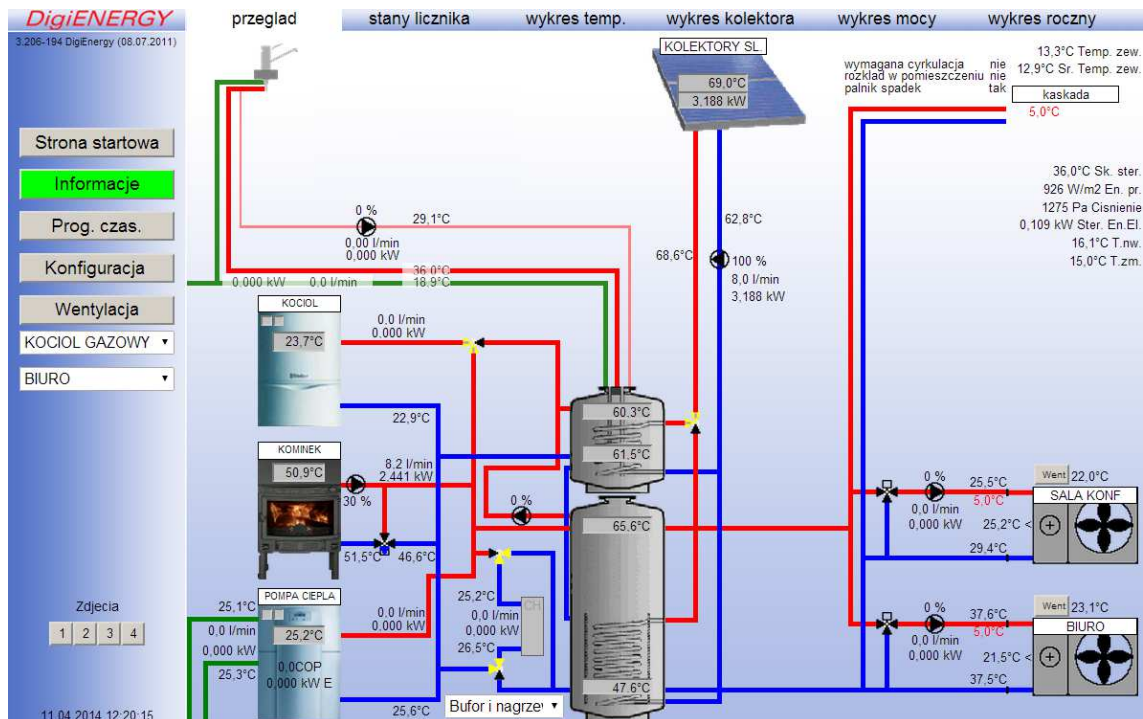 DigiENERGY
przeglad
stany licznika
wykres temp.
wykres kolektora
wykres mocy
wykres roczny
3.206-194 DigiEnergy (08.07.2011)
KOLEKTORY SL.
69,0°C
3,188 kW
wymagana cyrkulacja nie
rozklad w pomieszczeniu nie
palnik spadek tak
13,3°C Temp. zew.
12,9°C Sr. Temp. zew.
kaskada
5,0°C
36,0°C Sk. ster.
926 W/m2 En. pr.
1275 Pa Cisnienie
0,109 kW Ster. En.El.
16,1°C T.nw.
15,0°C T.zm.
Strona startowa
Informacje
Prog. czas.
Konfiguracja
Wentylacja
KOCIOL GAZOWY
BIURO
0 %
29,1°C
0,00 l/min
0,000 kW
62,8°C
68,6°C
100 %
8,0 l/min
3,188 kW
36,0°C
0,000 kW
0,0 l/min
18,9°C
KOCIOL
23,7°C
0,0 l/min
0,000 kW
22,9°C
60.3°C
61.5°C
KOMINEK
50,9°C
8.2 l/min
2.441 kW
30 %
51,5°C
46,6°C
0 %
65.6°C
0 %
25,5°C
5,0°C
0,0 l/min
0,000 kW
29,4°C
Went
22,0°C
SALA KONF
25,2°C <
POMPA CIEPLA
25,1°C
0,0 l/min
0,000 kW
25,3°C
25,2°C
0,0COP
0,000 kW E
0,0 l/min
0,000 kW
25,6°C
25,2°C
CH
0,0 l/min
0,000 kW
26,5°C
47.6°C
Bufor i nagrzew
0 %
37,6°C
5,0°C
0,0 l/min
0,000 kW
37,5°C
Went
23,1°C
BIURO
21,5°C <
Zdjecia
1 2 3 4
11.04.2014 12:20:15